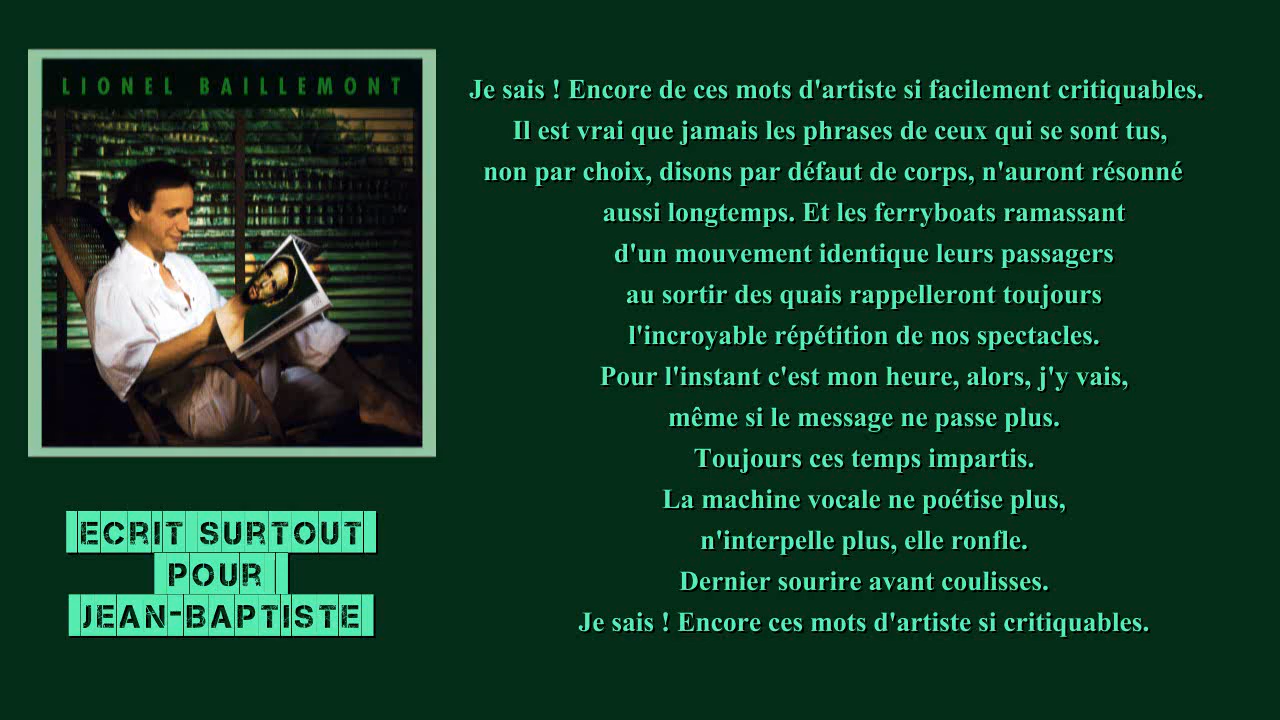 LIONEL BAILLEMONT
ECRIT SURTOUT
POUR
JEAN-BAPTISTE
Je sais ! Encore de ces mots d'artiste si facilement critiquables.
Il est vrai que jamais les phrases de ceux qui se sont tus,
non par choix, disons par défaut de corps, n'auront résonné
aussi longtemps. Et les ferryboats ramassant
d'un mouvement identique leurs passagers
au sortir des quais rappelleront toujours
l'incroyable répétition de nos spectacles.
Pour l'instant c'est mon heure, alors, j'y vais,
même si le message ne passe plus.
Toujours ces temps impartis.
La machine vocale ne poétise plus,
n'interpelle plus, elle ronfle.
Dernier sourire avant coulisses.
Je sais ! Encore ces mots d'artiste si critiquables.